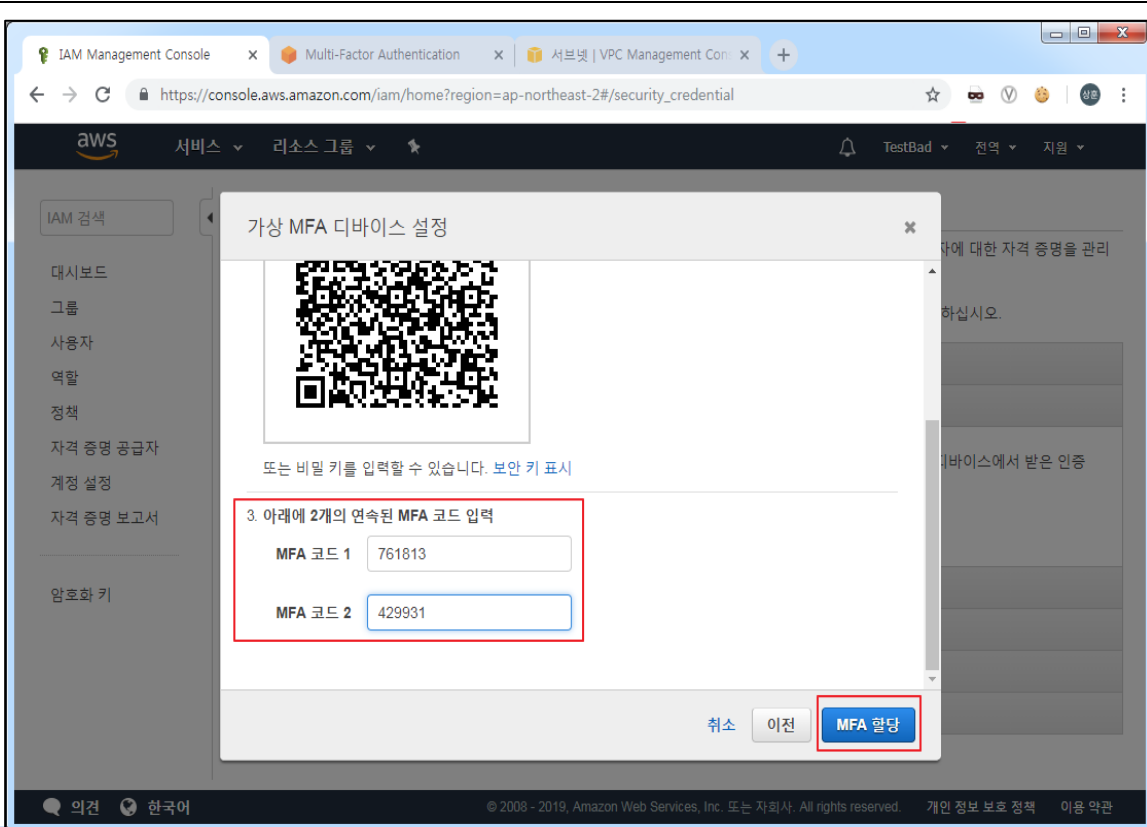 IAM Management Console
Multi-Factor Authentication
서브넷 | VPC Management Con
https://console.aws.amazon.com/iam/home?region=ap-northeast-2#/security_credential
상훈
aws 서비스 리소스 그룹 TestBad 전역 지원
IAM 검색
대시보드
그룹
사용자
역할
정책
자격 증명 공급자
계정 설정
자격 증명 보고서
암호화 키
가상 MFA 디바이스 설정
자에 대한 자격 증명을 관리
하십시오.
디바이스에서 받은 인증
또는 비밀 키를 입력할 수 있습니다. 보안 키 표시
3. 아래에 2개의 연속된 MFA 코드 입력
MFA 코드 1 761813
MFA 코드 2 429931
취소 이전 MFA 할당
의견 한국어 © 2008 - 2019, Amazon Web Services, Inc. 또는 자회사. All rights reserved. 개인 정보 보호 정책 이용 약관